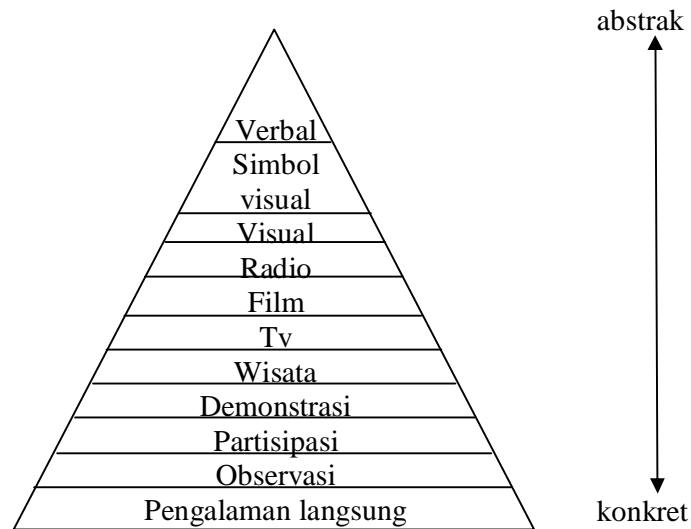 abstrak
Verbal
Simbol
visual
Visual
Radio
Film
Tv
Wisata
Demonstrasi
Partisipasi
Observasi
Pengalaman langsung
konkret